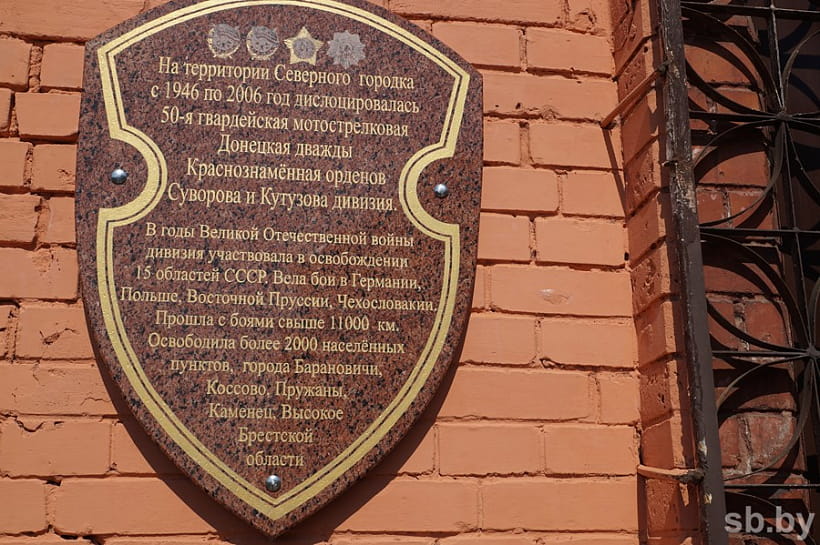 На территории Северного городка
с 1946 по 2006 год дислоцировалась
50-я гвардейская мотострелковая
Донецкая дважды
Краснознамённая орденов
Суворова и Кутузова дивизия.
В годы Великой Отечественной войны
дивизия участвовала в освобождении
15 областей СССР. Вела бои в Германии,
Польше, Восточной Пруссии, Чехословакии.
Прошла с боями свыше 11000 км.
Освободила более 2000 населённых
пунктов, города Барановичи,
Коссово, Пружаны,
Каменец, Высокое
Брестской
области
sb.by